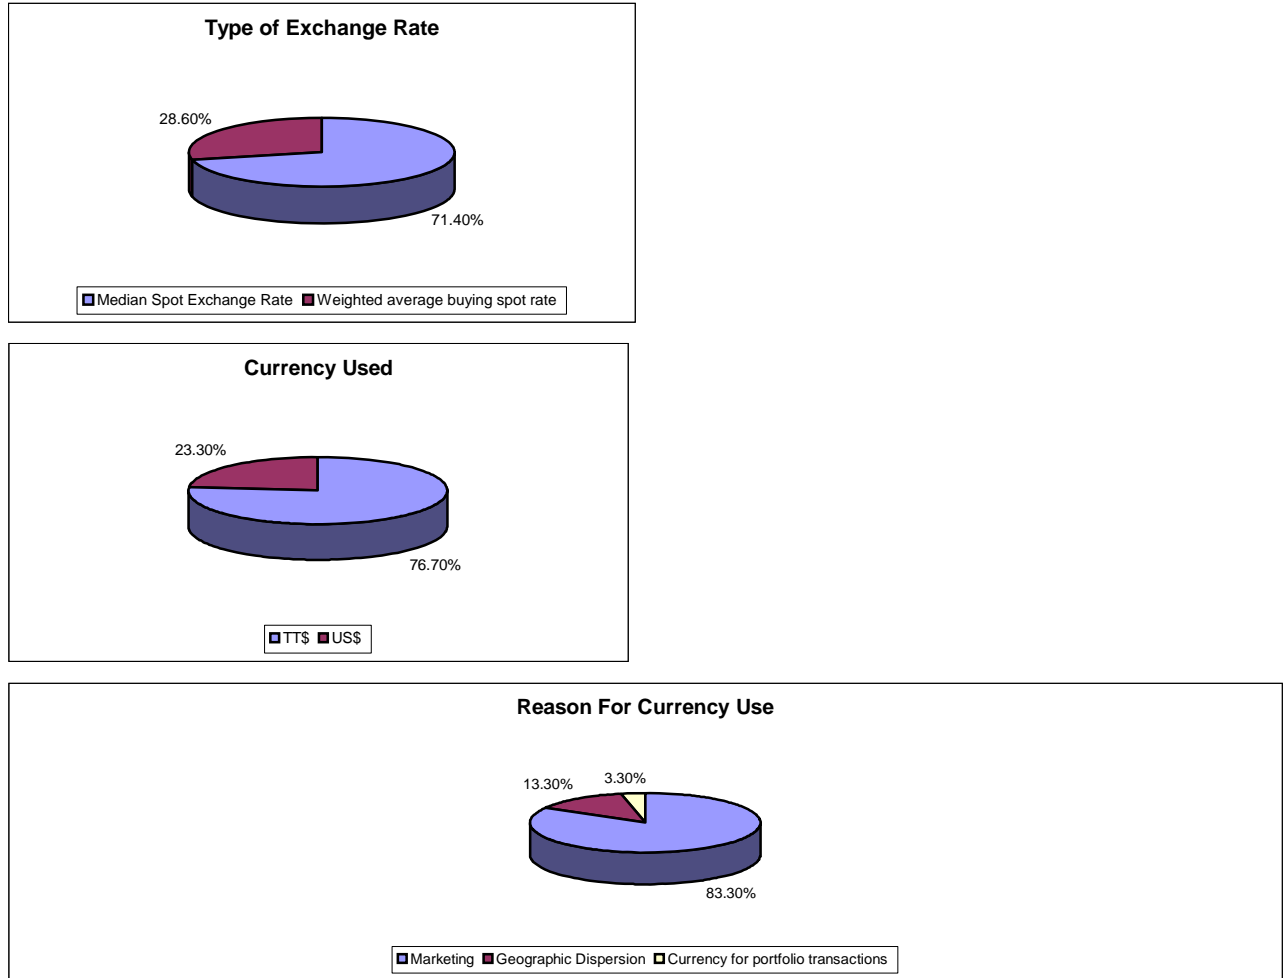 Type of Exchange Rate
28.60%
71.40%
Median Spot Exchange Rate Weighted average buying spot rate
Currency Used
23.30%
76.70%
TT$ US$
Reason For Currency Use
13.30% 3.30%
83.30%
Marketing Geographic Dispersion Currency for portfolio transactions